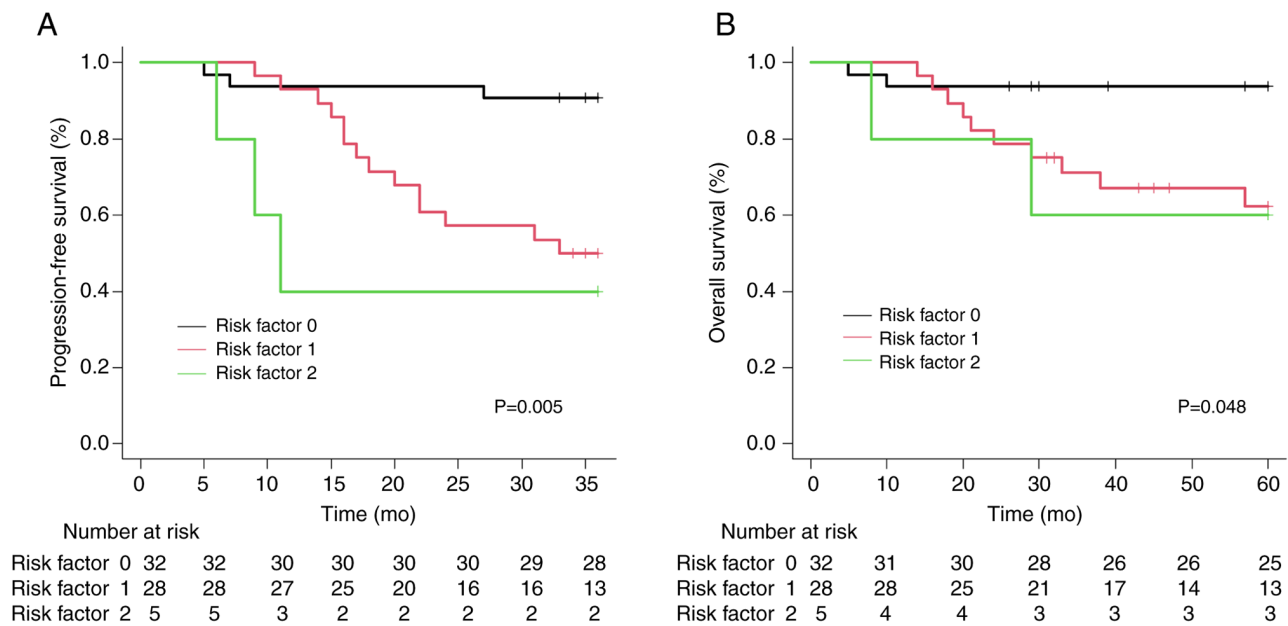 A
Progression-free survival (%)
1.0
0.8
0.6
0.4
0.2
0.0
Risk factor 0
Risk factor 1
Risk factor 2
P=0.005
0 5 10 15 20 25 30 35
Time (mo)
Number at risk
Risk factor 0 32 32 30 30 30 30 29 28
Risk factor 1 28 28 27 25 20 16 16 13
Risk factor 2 5 5 3 2 2 2 2 2
B
Overall survival (%)
1.0
0.8
0.6
0.4
0.2
0.0
Risk factor 0
Risk factor 1
Risk factor 2
P=0.048
0 10 20 30 40 50 60
Time (mo)
Number at risk
Risk factor 0 32 31 30 28 26 26 25
Risk factor 1 28 28 25 21 17 14 13
Risk factor 2 5 4 4 3 3 3 3